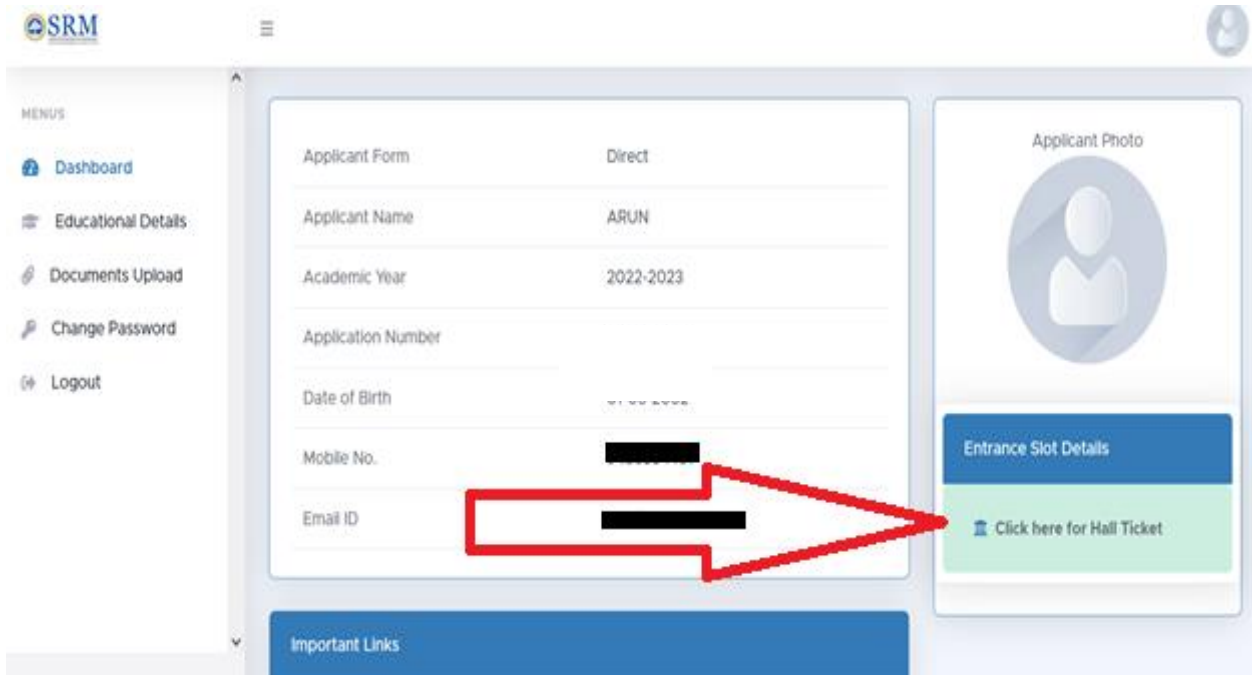 SRM
MENUS
Dashboard
Educational Details
Documents Upload
Change Password
Logout
Applicant Form Direct
Applicant Name ARUN
Academic Year 2022-2023
Application Number
Date of Birth
Mobile No.
Email ID
Important Links
Applicant Photo
Entrance Slot Details
Click here for Hall Ticket